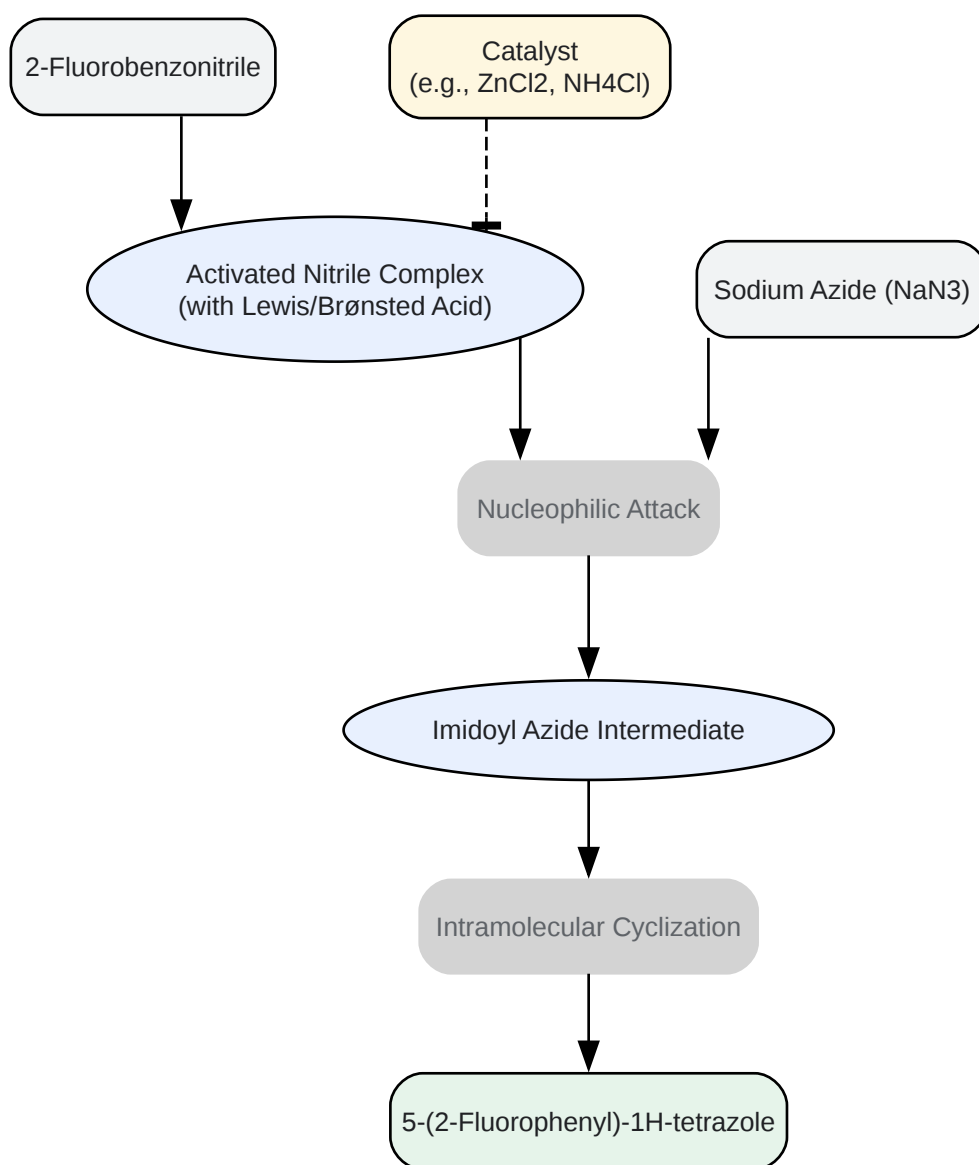 2-Fluorobenzonitrile
Catalyst
(e.g., ZnCl2, NH4Cl)
Activated Nitrile Complex
(with Lewis/Brønsted Acid)
Sodium Azide (NaN3)
Nucleophilic Attack
Imidoyl Azide Intermediate
Intramolecular Cyclization
5-(2-Fluorophenyl)-1H-tetrazole